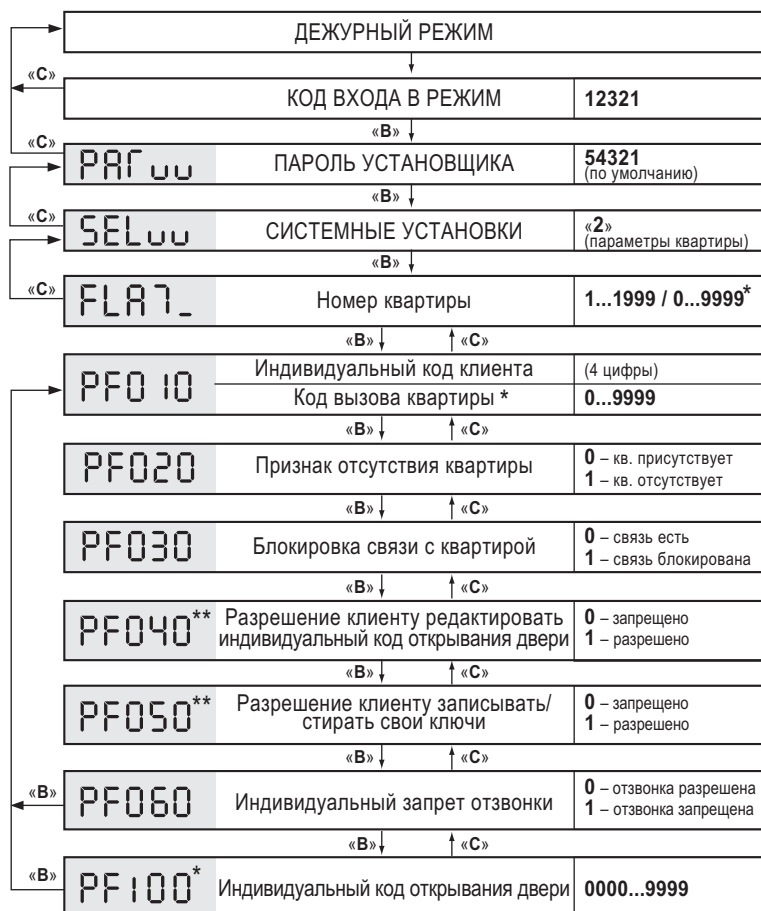 ДЕЖУРНЫЙ РЕЖИМ
«С»
КОД ВХОДА В РЕЖИМ 12321
«В»
«С»
PAГuu ПАРОЛЬ УСТАНОВЩИКА 54321
(по умолчанию)
«В»
«С»
SELuu СИСТЕМНЫЕ УСТАНОВКИ «2»
(параметры квартиры)
«В»
«С»
FLA7_ Номер квартиры 1...1999 / 0...9999*
«В» «С»
PF010 Индивидуальный код клиента (4 цифры)
Код вызова квартиры * 0...9999
«В» «С»
PF020 Признак отсутствия квартиры 0 – кв. присутствует
1 – кв. отсутствует
«В» «С»
PF030 Блокировка связи с квартирой 0 – связь есть
1 – связь блокирована
«В» «С»
PF040** Разрешение клиенту редактировать 0 – запрещено
индивидуальный код открывания двери 1 – разрешено
«В» «С»
PF050** Разрешение клиенту записывать/ 0 – запрещено
стирать свои ключи 1 – разрешено
«В» «С»
«В» PF060 Индивидуальный запрет отзвонки 0 – отзвонка разрешена
1 – отзвонка запрещена
«В» «С»
«В» PF100* Индивидуальный код открывания двери 0000...9999